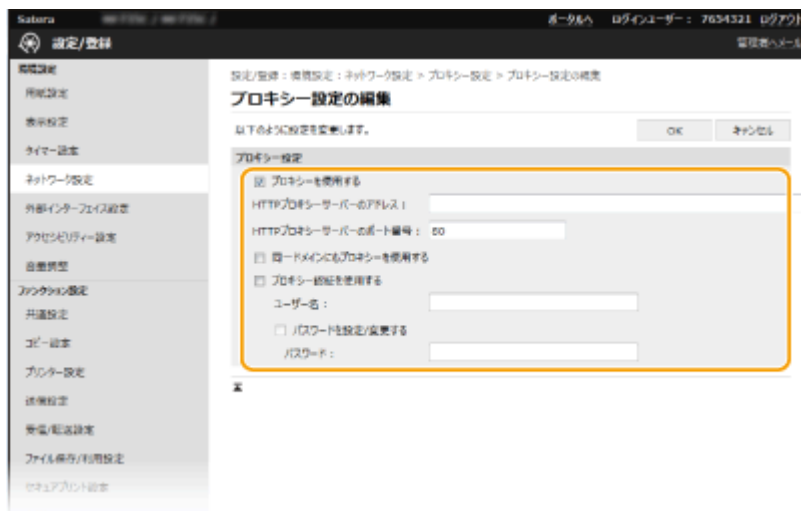 Satera
ポータルへ ログインユーザー： 7654321 ログアウト
設定/登録
管理者へメール
環境設定
用紙設定
表示設定
タイマー設定
ネットワーク設定
外部インターフェイス設定
アクセシビリティー設定
音量調整
ファンクション設定
共通設定
コピー設定
プリンター設定
送信設定
受信/転送設定
ファイル保存/利用設定
セキュアプリント設定
設定/登録 : 環境設定 : ネットワーク設定 > プロキシー設定 > プロキシー設定の編集
プロキシー設定の編集
以下のように設定を変更します。
OK キャンセル
プロキシー設定
プロキシーを使用する
HTTPプロキシーサーバーのアドレス：
HTTPプロキシーサーバーのポート番号： 80
同一ドメインにもプロキシーを使用する
プロキシー認証を使用する
ユーザー名：
パスワードを設定/変更する
パスワード：